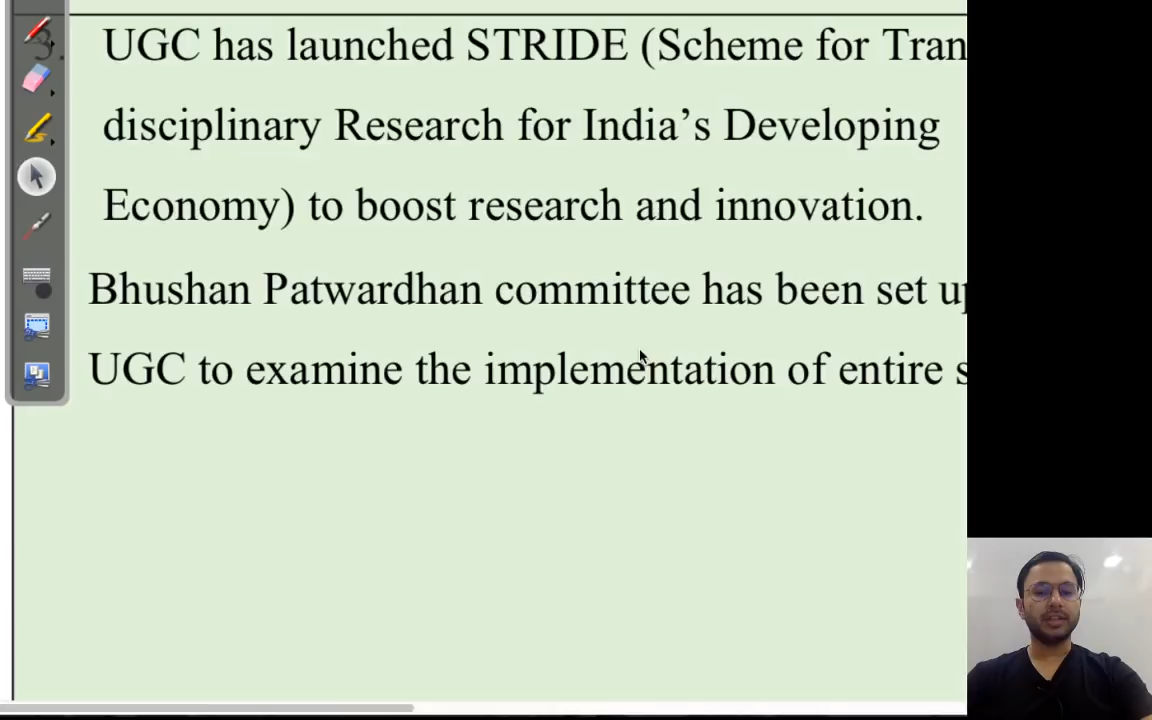 3. UGC has launched STRIDE (Scheme for Tran
disciplinary Research for India’s Developing
Economy) to boost research and innovation.
Bhushan Patwardhan committee has been set
UGC to examine the implementation of entire